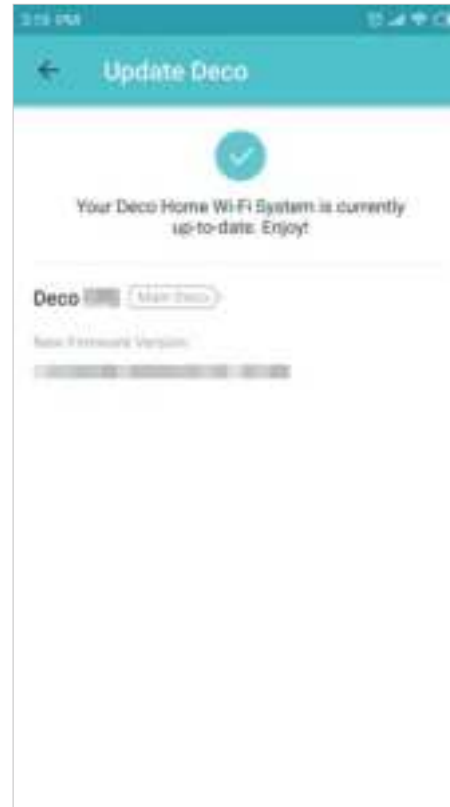 Update Deco
Your Deco Home Wi-Fi System is currently
up-to-date. Enjoy!
Deco
Main Deco
New Firmware Version: